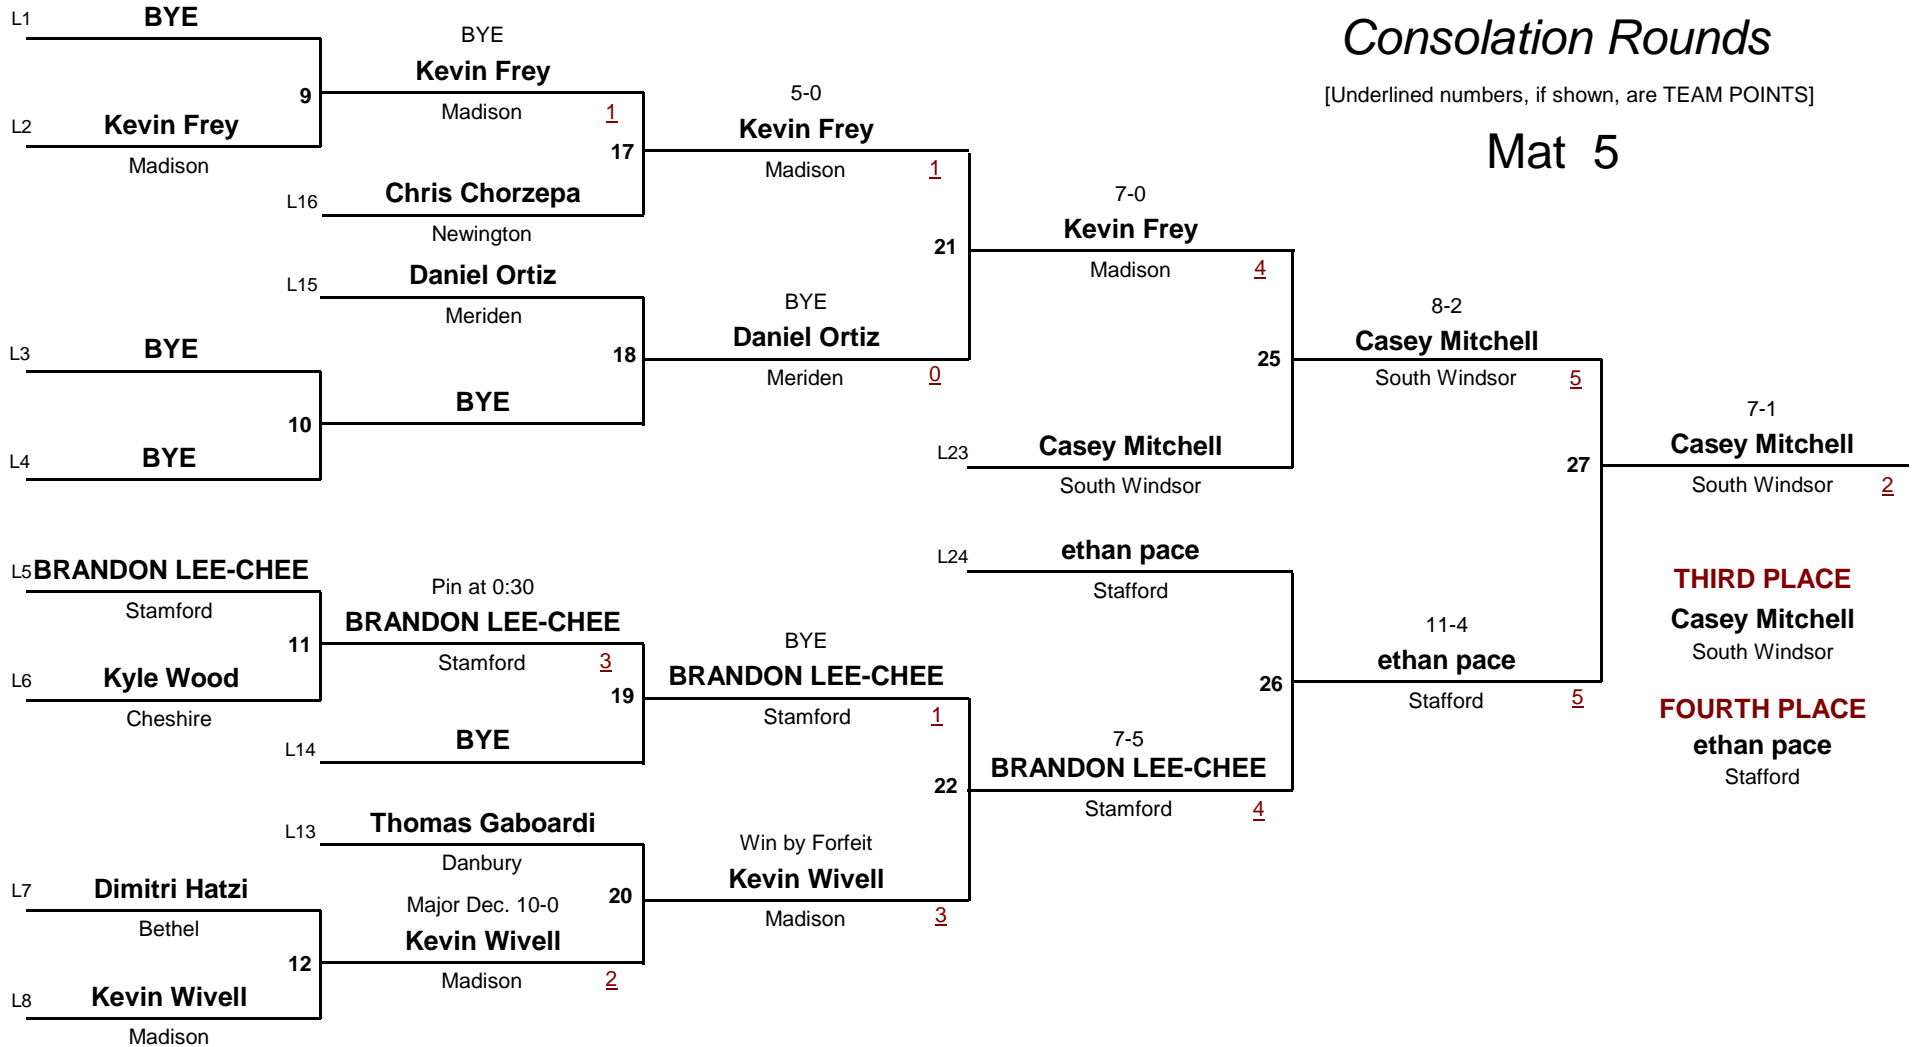 Consolation Rounds
[Underlined numbers, if shown, are TEAM POINTS]
Mat 5
L1 BYE
9
L2 Kevin Frey
Madison
L3 BYE
10
L4 BYE
L5 BRANDON LEE-CHEE
Stamford
11
L6 Kyle Wood
Cheshire
L7 Dimitri Hatzi
Bethel
12
L8 Kevin Wivell
Madison
BYE
Kevin Frey
Madison 1
17
L16 Chris Chorzepa
Newington
L15 Daniel Ortiz
Meriden
18
BYE
Pin at 0:30
BRANDON LEE-CHEE
Stamford 3
19
L14 BYE
L13 Thomas Gaboardi
Danbury
20
Major Dec. 10-0
Kevin Wivell
Madison 2
5-0
Kevin Frey
Madison 1
21
BYE
Daniel Ortiz
Meriden 0
BYE
BRANDON LEE-CHEE
Stamford 1
22
Win by Forfeit
Kevin Wivell
Madison 3
7-0
Kevin Frey
Madison 4
25
L23 Casey Mitchell
South Windsor
L24 ethan pace
Stafford
26
7-5
BRANDON LEE-CHEE
Stamford 4
8-2
Casey Mitchell
South Windsor 5
27
11-4
ethan pace
Stafford 5
7-1
Casey Mitchell
South Windsor 2
THIRD PLACE
Casey Mitchell
South Windsor
FOURTH PLACE
ethan pace
Stafford